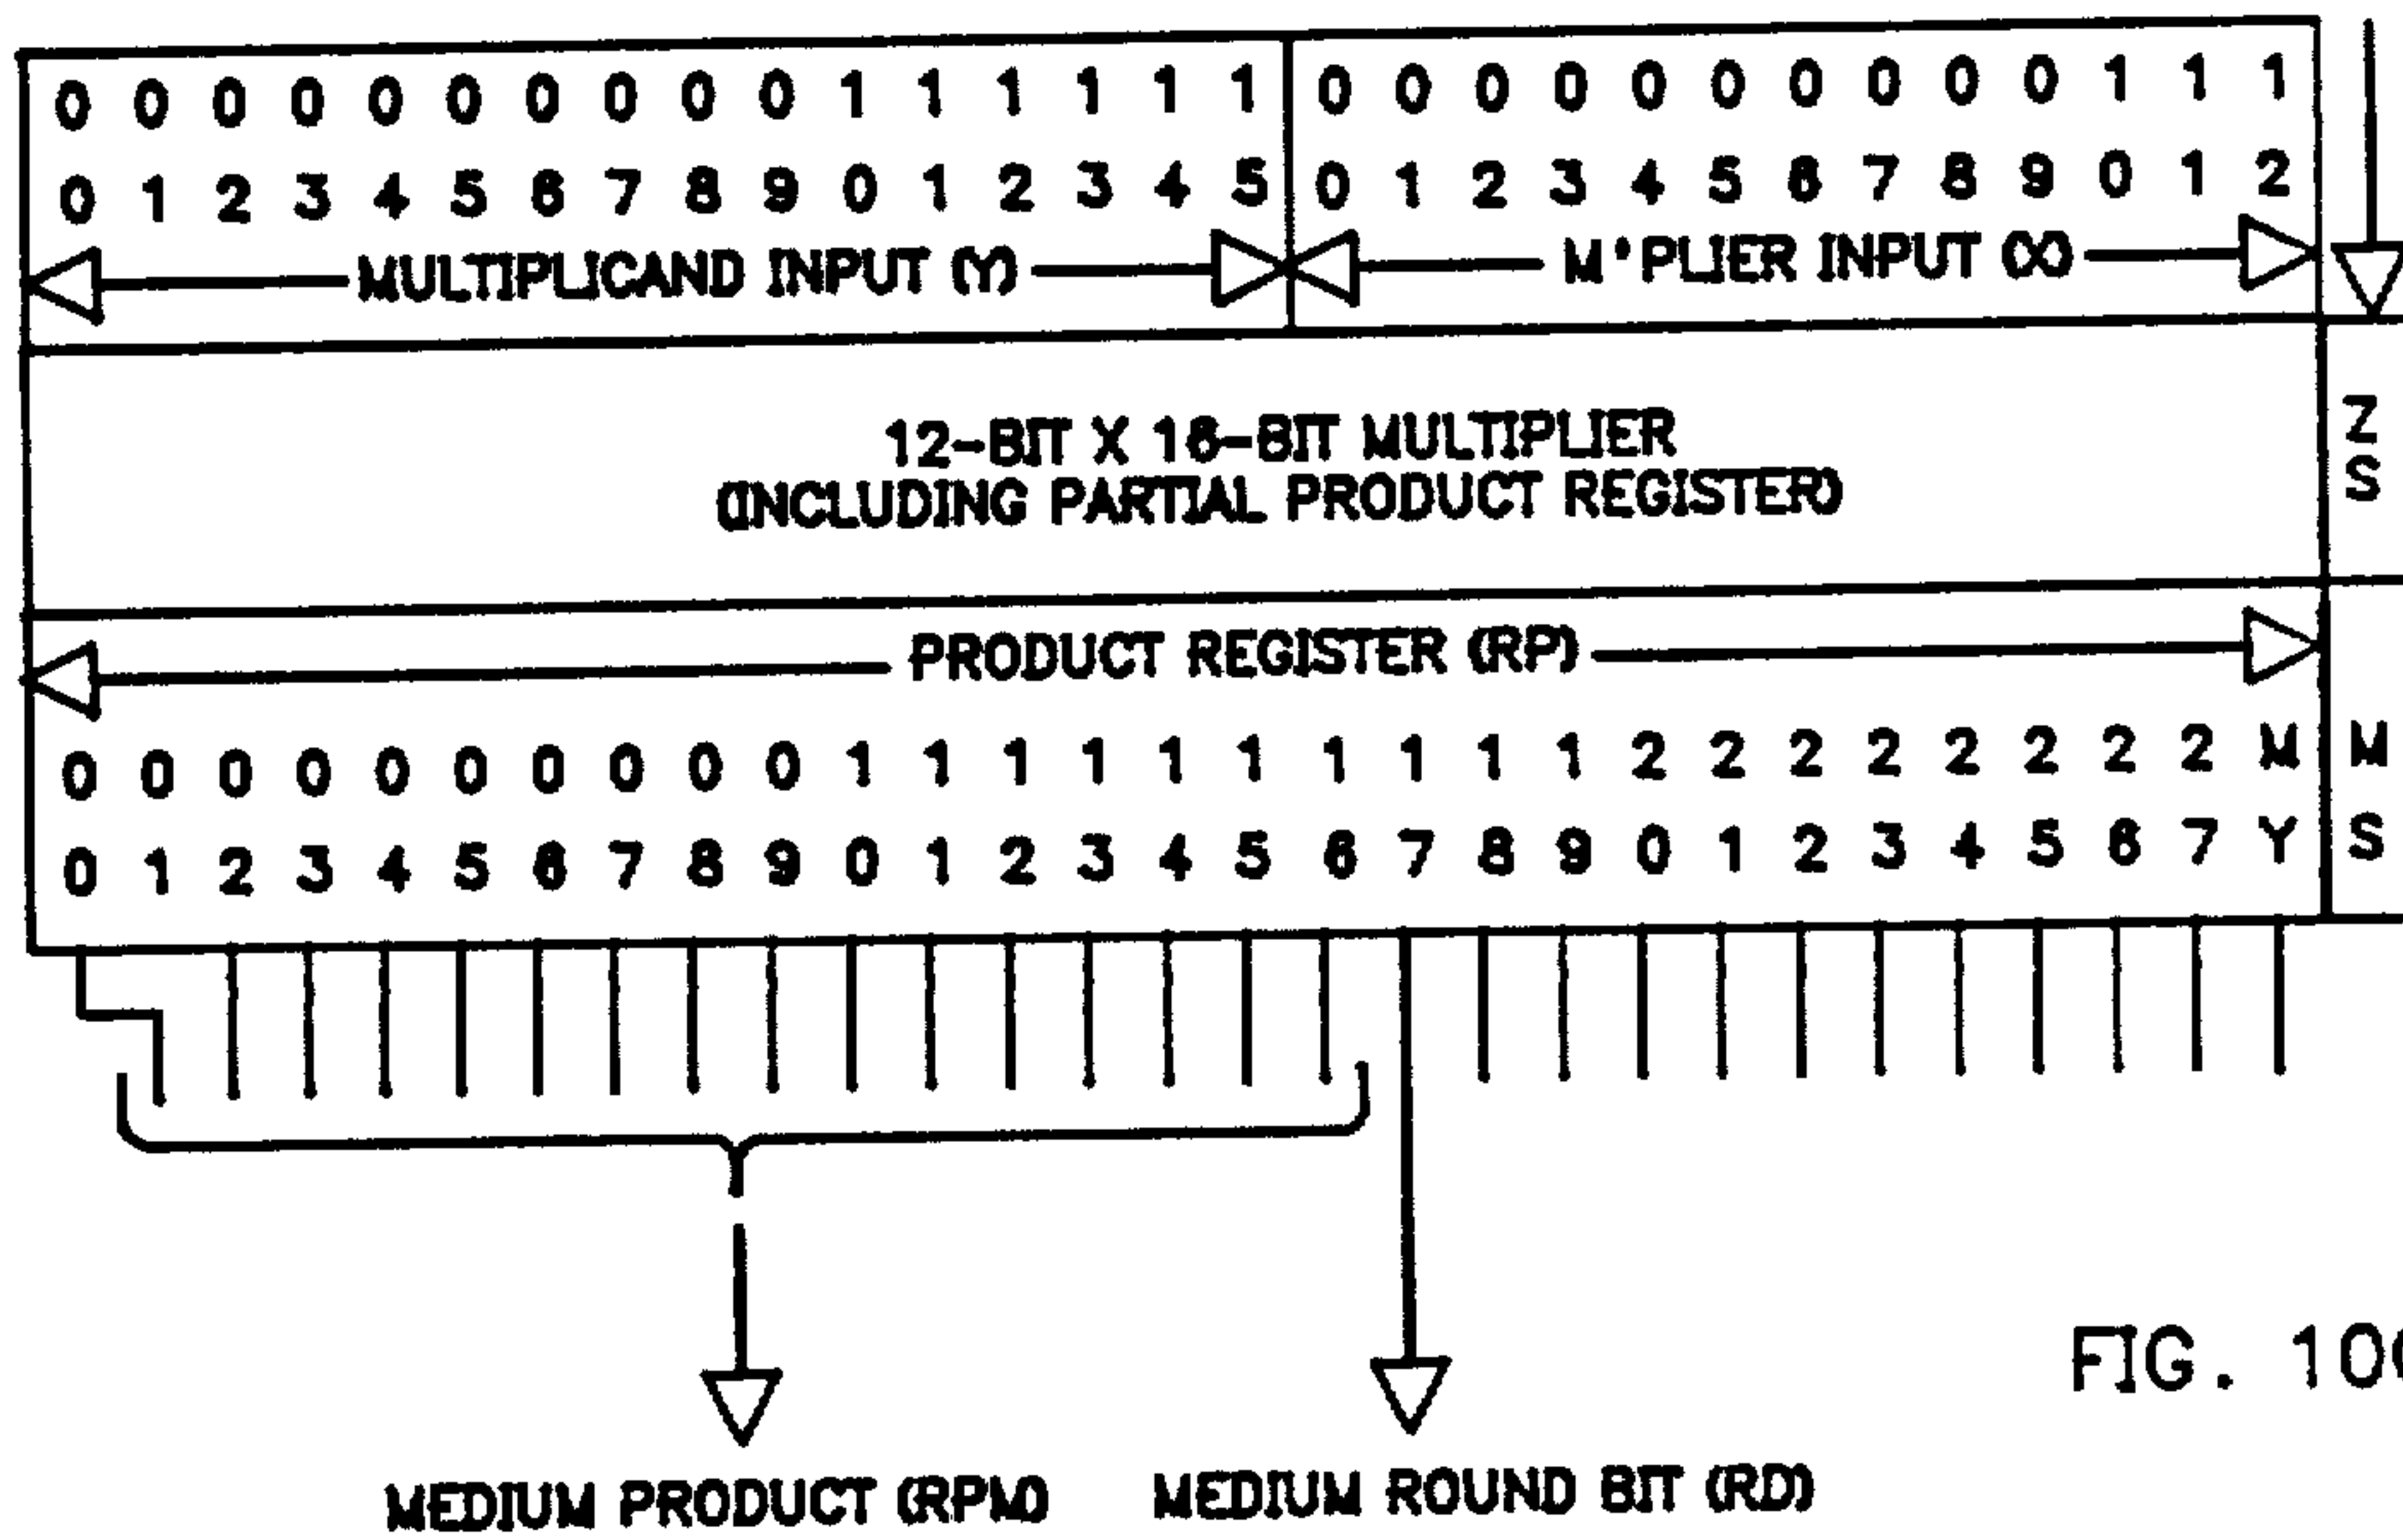 0 0 0 0 0 0 0 0 0 0 1 1 1 1 1 1 0 0 0 0 0 0 0 0 0 0 1 1 1
0 1 2 3 4 5 6 7 8 9 0 1 2 3 4 5 0 1 2 3 4 5 6 7 8 9 0 1 2
MULTIPLICAND INPUT (Y) M'PLIER INPUT (X)
12-BIT X 16-BIT MULTIPLIER
(INCLUDING PARTIAL PRODUCT REGISTER)
Z
S
PRODUCT REGISTER (RP)
0 0 0 0 0 0 0 0 0 0 1 1 1 1 1 1 1 1 1 1 2 2 2 2 2 2 2 2 M M
0 1 2 3 4 5 6 7 8 9 0 1 2 3 4 5 6 7 8 9 0 1 2 3 4 5 6 7 Y S
FIG. 10
MEDIUM PRODUCT (RPM) MEDIUM ROUND BIT (RD)